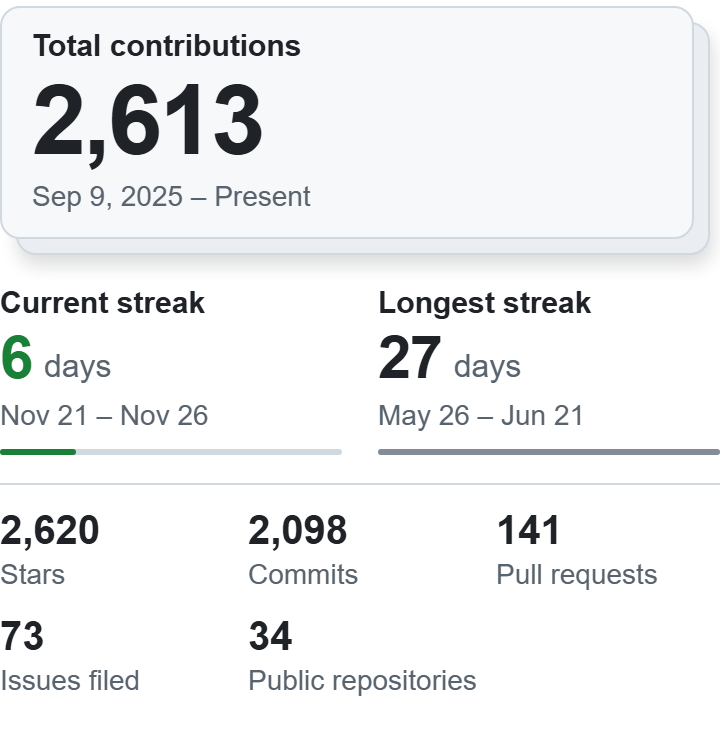 Total contributions
2,613
Sep 9, 2025 – Present
Current streak
6 days
Nov 21 – Nov 26
Longest streak
27 days
May 26 – Jun 21
2,620
Stars
2,098
Commits
141
Pull requests
73
Issues filed
34
Public repositories